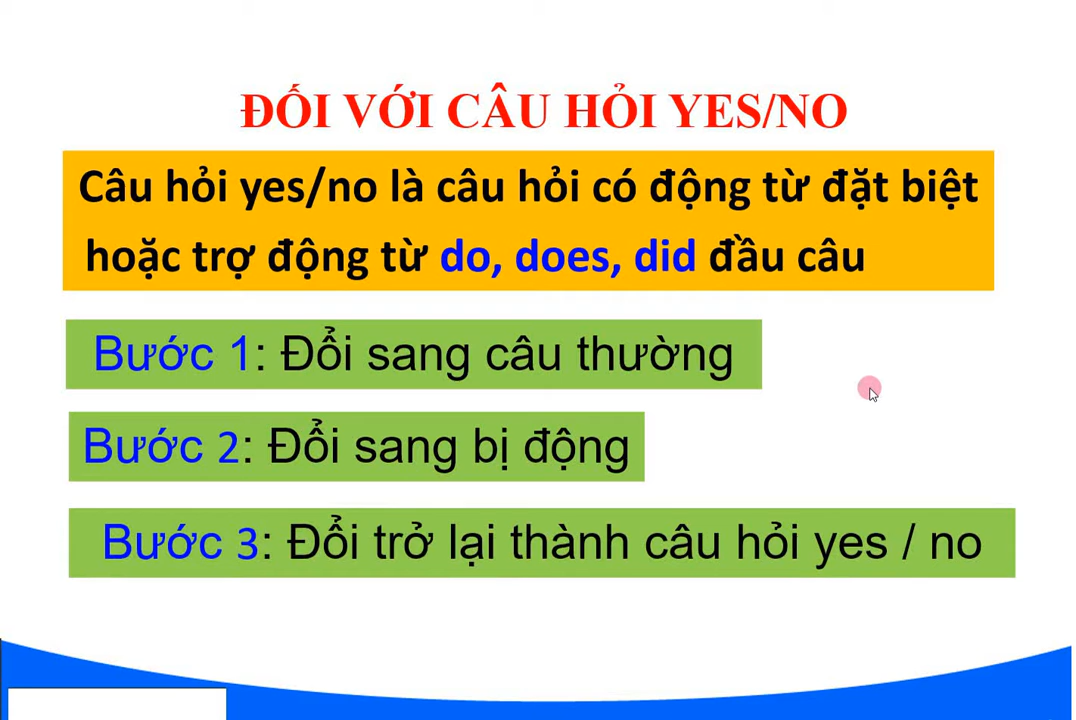 ĐỐI VỚI CÂU HỎI YES/NO
Câu hỏi yes/no là câu hỏi có động từ đặt biệt
hoặc trợ động từ do, does, did đầu câu
Bước 1: Đổi sang câu thường
Bước 2: Đổi sang bị động
Bước 3: Đổi trở lại thành câu hỏi yes / no